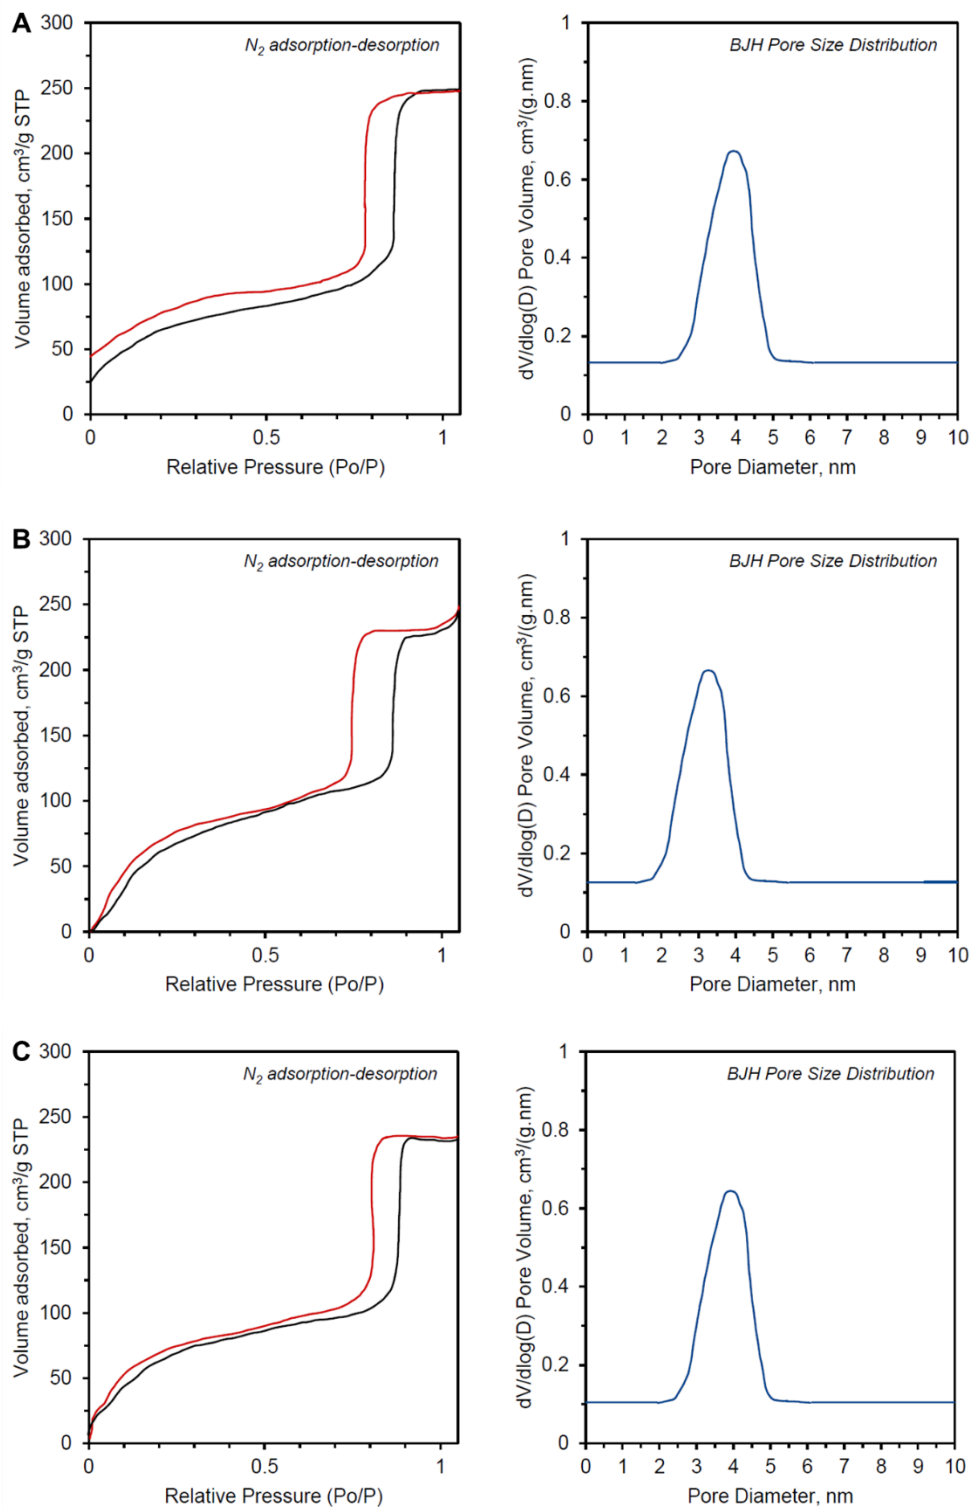 A
N2 adsorption-desorption
Volume adsorbed, cm³/g STP
300
250
200
150
100
50
0
0 0.5 1
Relative Pressure (Po/P)
BJH Pore Size Distribution
dV/dlog(D) Pore Volume, cm³/(g.nm)
1
0.8
0.6
0.4
0.2
0
0 1 2 3 4 5 6 7 8 9 10
Pore Diameter, nm
B
N2 adsorption-desorption
Volume adsorbed, cm³/g STP
300
250
200
150
100
50
0
0 0.5 1
Relative Pressure (Po/P)
BJH Pore Size Distribution
dV/dlog(D) Pore Volume, cm³/(g.nm)
1
0.8
0.6
0.4
0.2
0
0 1 2 3 4 5 6 7 8 9 10
Pore Diameter, nm
C
N2 adsorption-desorption
Volume adsorbed, cm³/g STP
300
250
200
150
100
50
0
0 0.5 1
Relative Pressure (Po/P)
BJH Pore Size Distribution
dV/dlog(D) Pore Volume, cm³/(g.nm)
1
0.8
0.6
0.4
0.2
0
0 1 2 3 4 5 6 7 8 9 10
Pore Diameter, nm